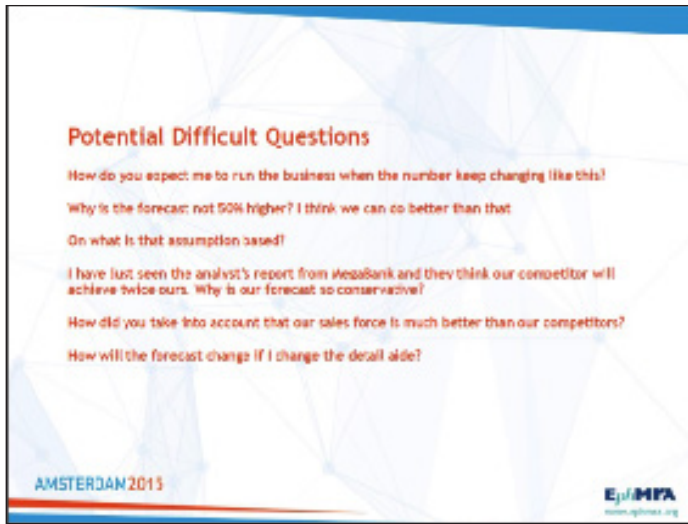 Potential Difficult Questions
How do you expect me to run the business when the number keep changing like this?
Why is the forecast not 50% higher? I think we can do better than that
On what is that assumption based?
I have just seen the analyst's report from MegaBank and they think our competitor will
achieve twice ours. Why is our forecast so conservative?
How did you take into account that our sales force is much better than our competitors?
How will the forecast change if I change the detail aide?
AMSTERDAM 2015
EphMRA
www.ephmra.org